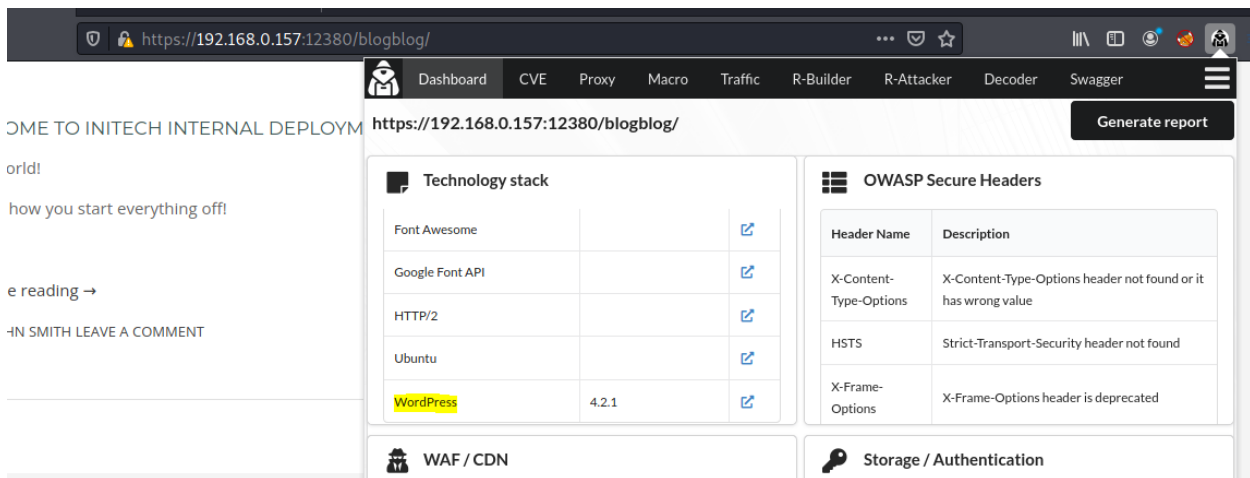 https://192.168.0.157:12380/blogblog/
Dashboard CVE Proxy Macro Traffic R-Builder R-Attacker Decoder Swagger
https://192.168.0.157:12380/blogblog/
Generate report
OME TO INITECH INTERNAL DEPLOYM
orld!
how you start everything off!
e reading →
HN SMITH LEAVE A COMMENT
Technology stack
Font Awesome
Google Font API
HTTP/2
Ubuntu
WordPress 4.2.1
OWASP Secure Headers
Header Name Description
X-Content- X-Content-Type-Options header not found or it
Type-Options has wrong value
HSTS Strict-Transport-Security header not found
X-Frame-
Options X-Frame-Options header is deprecated
WAF / CDN
Storage / Authentication